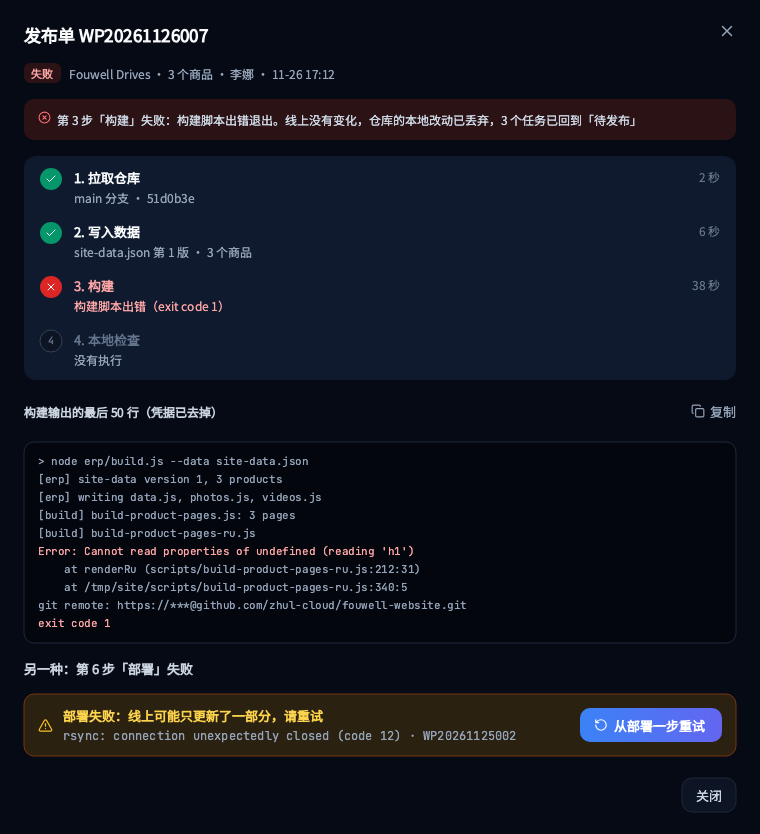 发布单 WP20261126007
失败 Fouwell Drives • 3 个商品 • 李娜 • 11-26 17:12
第 3 步「构建」失败：构建脚本出错退出。线上没有变化，仓库的本地改动已丢弃，3 个任务已回到「待发布」
1. 拉取仓库 2 秒
main 分支 • 51d0b3e
2. 写入数据 6 秒
site-data.json 第 1 版 • 3 个商品
3. 构建 38 秒
构建脚本出错（exit code 1）
4 4. 本地检查
没有执行
构建输出的最后 50 行（凭据已去掉） 复制
> node erp/build.js --data site-data.json
[erp] site-data version 1, 3 products
[erp] writing data.js, photos.js, videos.js
[build] build-product-pages.js: 3 pages
[build] build-product-pages-ru.js
Error: Cannot read properties of undefined (reading 'h1')
at renderRu (scripts/build-product-pages-ru.js:212:31)
at /tmp/site/scripts/build-product-pages-ru.js:340:5
git remote: https://***@github.com/zhul-cloud/fouwell-website.git
exit code 1
另一种：第 6 步「部署」失败
部署失败：线上可能只更新了一部分，请重试
rsync: connection unexpectedly closed (code 12) · WP20261125002
从部署一步重试
关闭